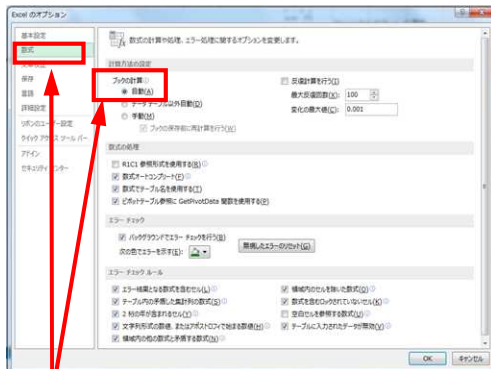 Excel のオプション
基本設定
数式
保存
言語
詳細設定
リボンのユーザー設定
クイック アクセス ツール バー
アドイン
セキュリティ センター
数式の計算や処理、エラー処理に関するオプションを変更します。
計算方法の設定
ブックの計算
自動(A)
データ テーブル以外自動(D)
手動(M)
ブックの保存前に再計算を行う(W)
反復計算を行う(I)
最大反復回数(X): 100
変化の最大値(C): 0.001
数式の処理
R1C1 参照形式を使用する(R)
数式オートコンプリート(F)
数式でテーブル名を使用する(T)
ピボットテーブル参照に GetPivotData 関数を使用する(P)
エラー チェック
バックグラウンドでエラー チェックを行う(B)
次の色でエラーを示す(E):
無視したエラーのリセット(G)
エラー チェック ルール
エラー結果となる数式を含むセル(L)
テーブル内の矛盾した集計列の数式(S)
2 桁の年が含まれるセル(Y)
文字列形式の数値、またはアポストロフィで始まる数値(H)
領域内の他の数式と矛盾する数式(N)
領域内のセルを除いた数式(O)
数式を含むロックされていないセル(K)
空白セルを参照する数式(U)
テーブルに入力されたデータが無効(V)
OK
キャンセル